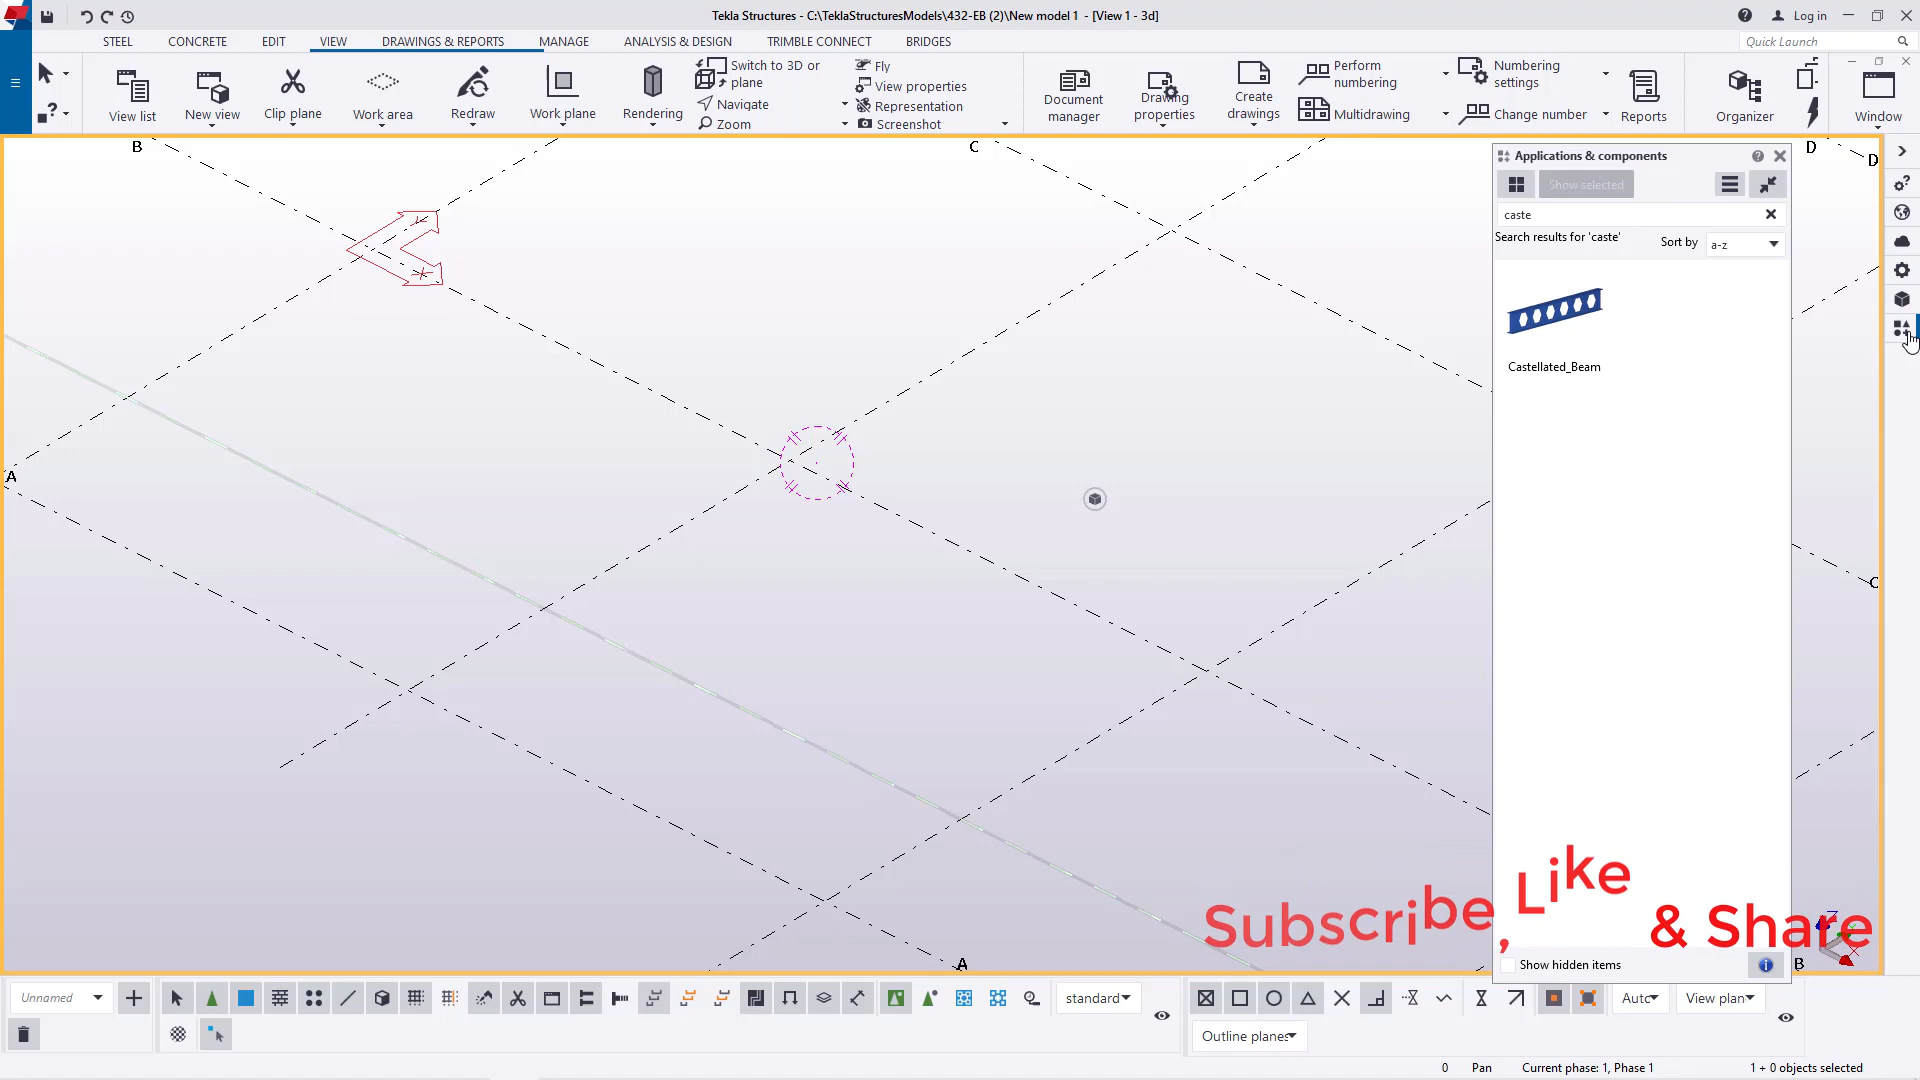 Tekla Structures - C:\TeklaStructuresModels\432-EB (2)\New model 1 - [View 1 - 3d]
Log in
STEEL CONCRETE EDIT VIEW DRAWINGS & REPORTS MANAGE ANALYSIS & DESIGN TRIMBLE CONNECT BRIDGES
Quick Launch
View list
New view
Clip plane
Work area
Redraw
Work plane
Rendering
Switch to 3D or
plane
Navigate
Zoom
Fly
View properties
Representation
Screenshot
Document
manager
Drawing
properties
Create
drawings
Perform
numbering
Multidrawing
Numbering
settings
Change number
Reports
Organizer
Window
B
C
D
D
A
C
A
B
Applications & components
Show selected
caste
Search results for 'caste'
Sort by
a-z
Castellated_Beam
Subscribe, Like
& Share
Show hidden items
Z
Unnamed
standard
Auto
View plan
Outline planes
0
Pan
Current phase: 1, Phase 1
1 + 0 objects selected